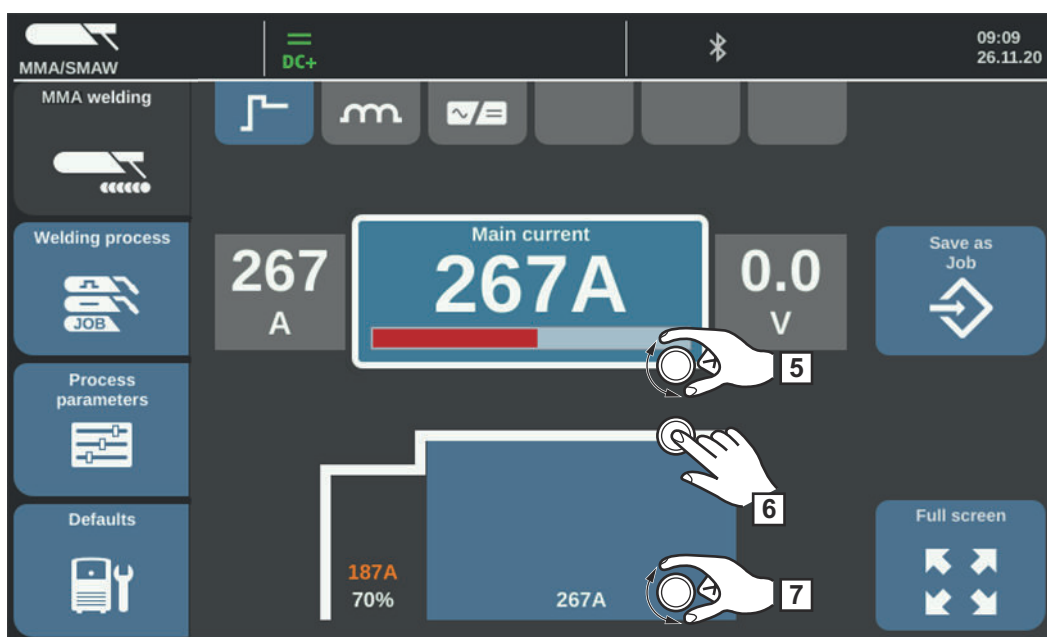 MMA/SMAW
DC+
09:09
26.11.20
MMA welding
Welding process
JOB
Process
parameters
Defaults
267
A
Main current
267A
0.0
V
5
Save as
Job
6
187A
70%
267A
7
Full screen